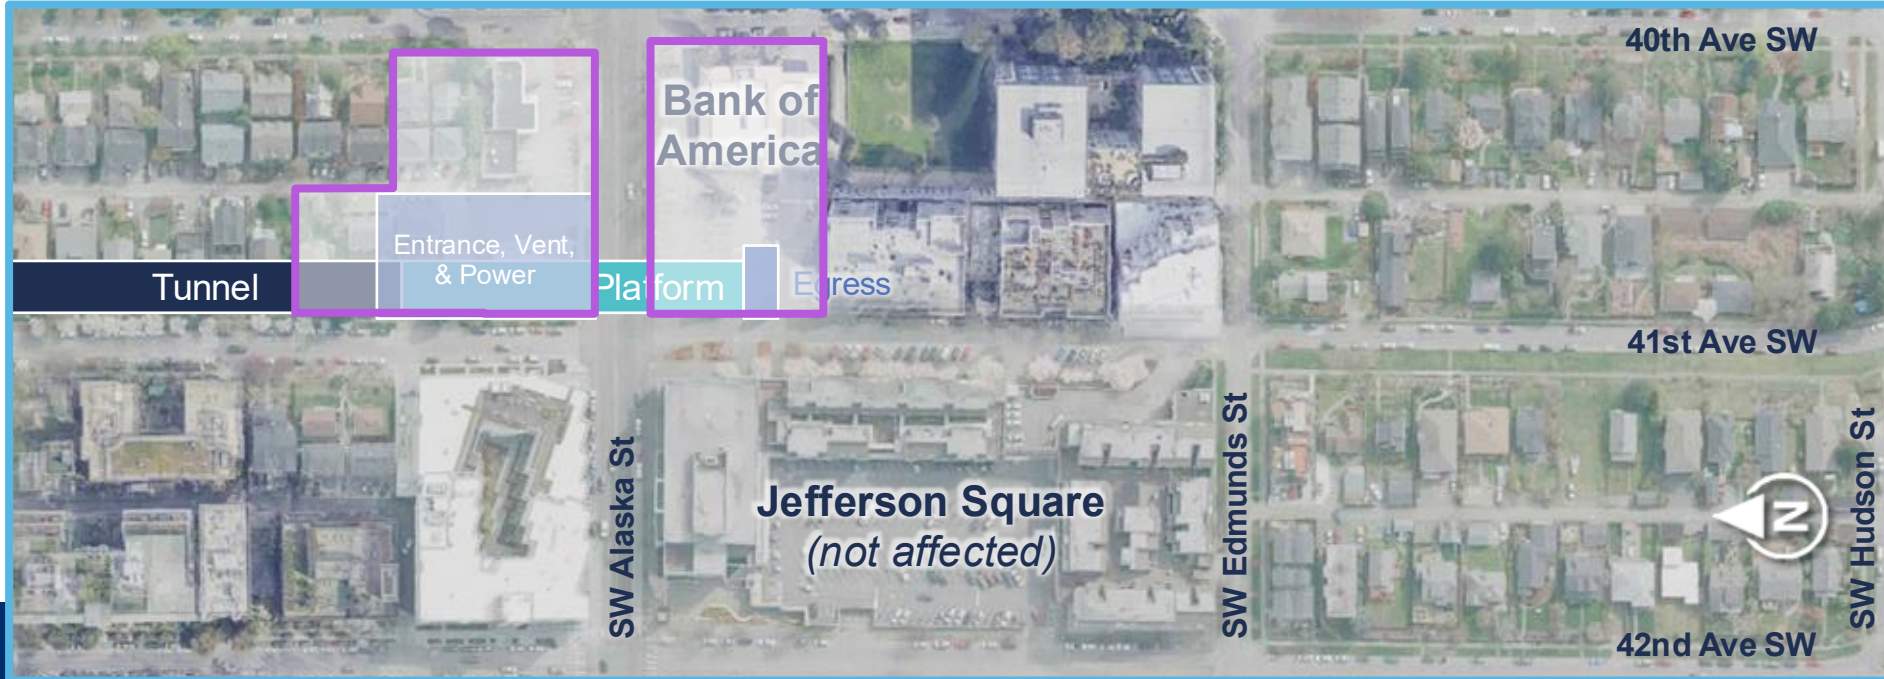 40th Ave SW
Bank of
America
Entrance, Vent,
& Power
Tunnel
Platform
Egress
41st Ave SW
SW Alaska St
Jefferson Square
(not affected)
SW Edmunds St
N
SW Hudson St
42nd Ave SW